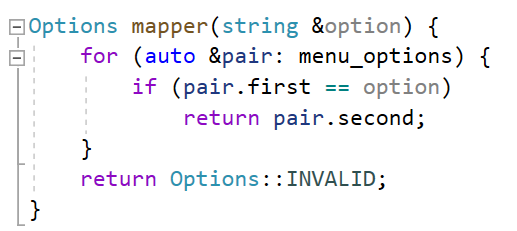 Options mapper(string &option) {
    for (auto &pair: menu_options) {
        if (pair.first == option)
            return pair.second;
    }
    return Options::INVALID;
}